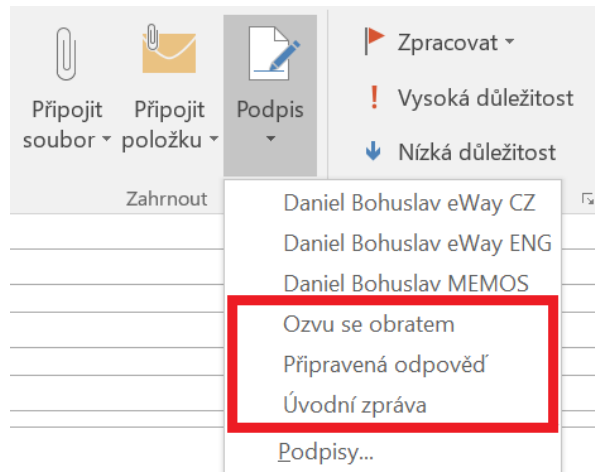 Připojit soubor
Připojit položku
Podpis
Zpracovat
Vysoká důležitost
Nízká důležitost
Zahrnout
Daniel Bohuslav eWay CZ
Daniel Bohuslav eWay ENG
Daniel Bohuslav MEMOS
Ozvu se obratem
Připravená odpověď
Úvodní zpráva
Podpisy...